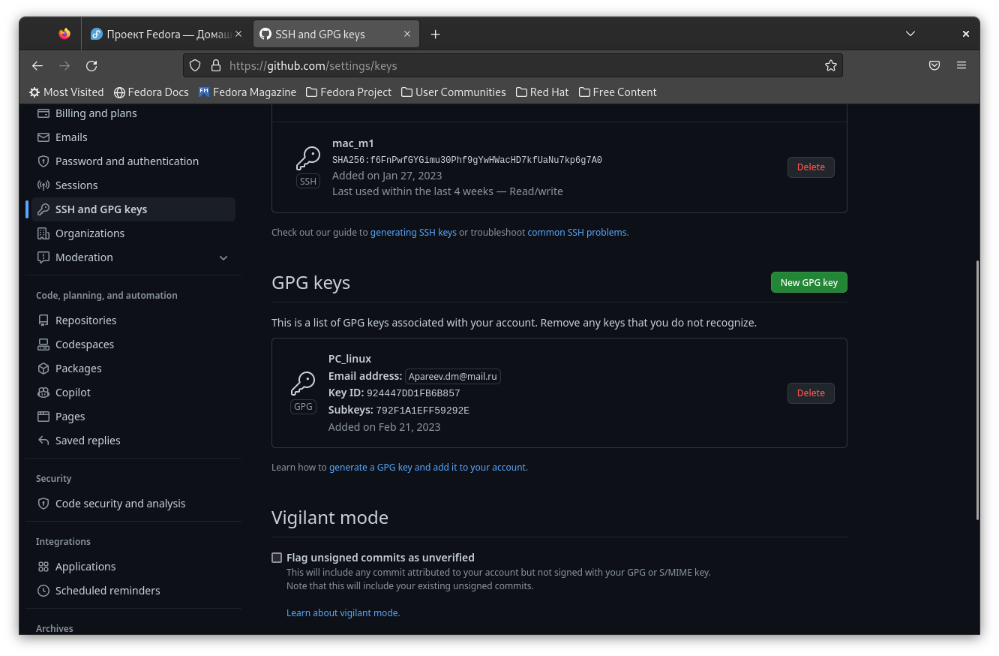 Проект Fedora — Домаш
SSH and GPG keys
https://github.com/settings/keys
Most Visited
Fedora Docs
Fedora Magazine
Fedora Project
User Communities
Red Hat
Free Content
Billing and plans
Emails
Password and authentication
Sessions
SSH and GPG keys
Organizations
Moderation
Code, planning, and automation
Repositories
Codespaces
Packages
Copilot
Pages
Saved replies
Security
Code security and analysis
Integrations
Applications
Scheduled reminders
Archives
mac_m1
SHA256:f6FnPwfGYGimu30Phf9gYwHWacHD7kfUaNu7kp6g7A0
SSH
Added on Jan 27, 2023
Last used within the last 4 weeks — Read/write
Delete
Check out our guide to generating SSH keys or troubleshoot common SSH problems.
GPG keys
New GPG key
This is a list of GPG keys associated with your account. Remove any keys that you do not recognize.
PC_linux
Email address: Apareev.dm@mail.ru
Key ID: 924447DD1FB6B857
GPG
Subkeys: 792F1A1EFF59292E
Added on Feb 21, 2023
Delete
Learn how to generate a GPG key and add it to your account.
Vigilant mode
Flag unsigned commits as unverified
This will include any commit attributed to your account but not signed with your GPG or S/MIME key.
Note that this will include your existing unsigned commits.
Learn about vigilant mode.